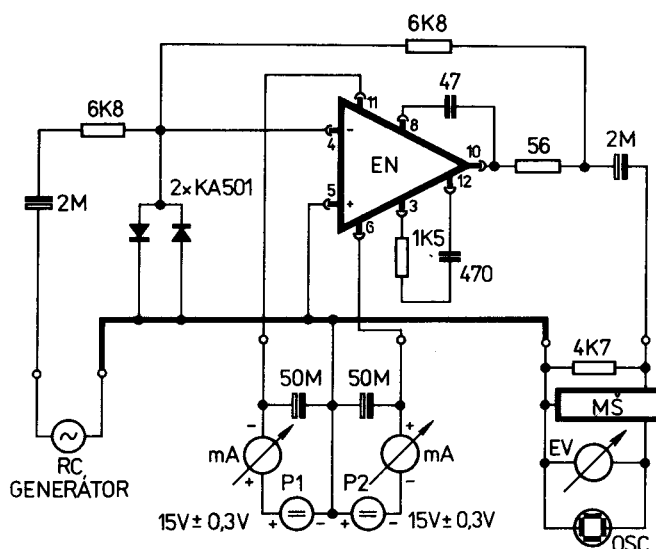 6K8
11
47
6K8
8
4
-
EN
10
56
2M
2M
2×KA501
12
5
+
3
6
1K5
470
50M
50M
4K7
MŠ
-
+
mA
mA
EV
+
-
RC
GENERÁTOR
P1
P2
+
-
+
-
15V±0,3V
15V±0,3V
OSC.